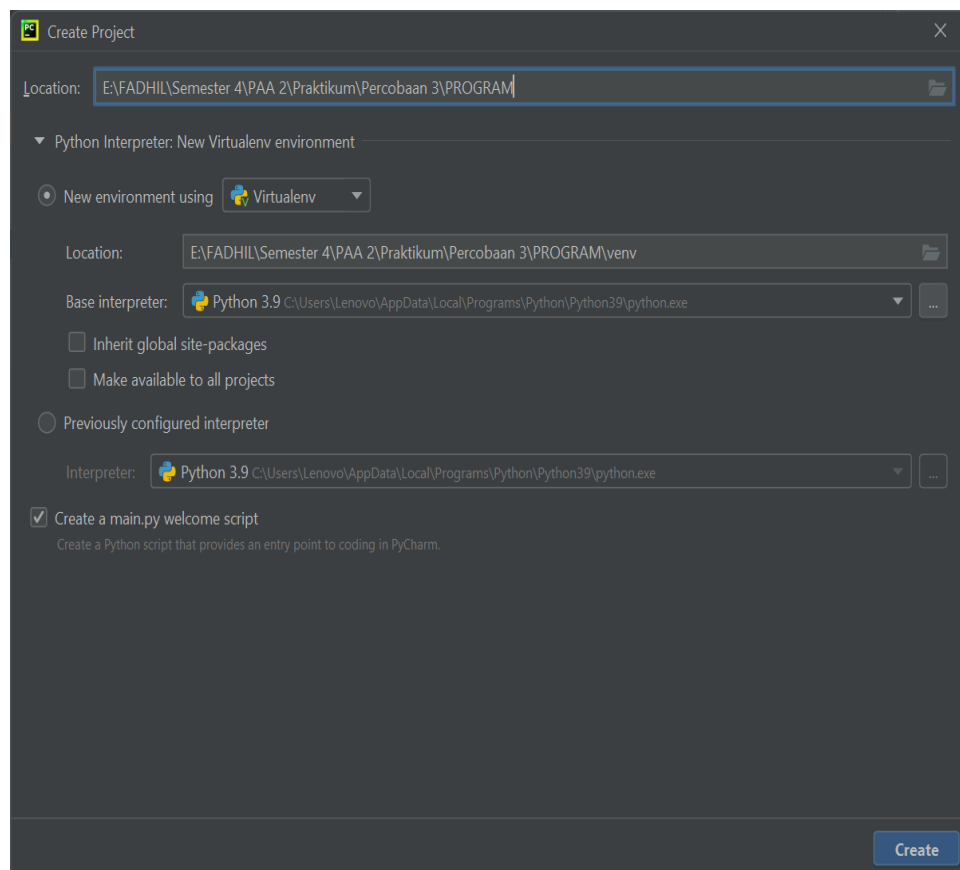 PC
Create Project
Location: E:\FADHIL\Semester 4\PAA 2\Praktikum\Percobaan 3\PROGRAM
Python Interpreter: New Virtualenv environment
New environment using Virtualenv
Location: E:\FADHIL\Semester 4\PAA 2\Praktikum\Percobaan 3\PROGRAM\venv
Base interpreter: Python 3.9 C:\Users\Lenovo\AppData\Local\Programs\Python\Python39\python.exe ...
Inherit global site-packages
Make available to all projects
Previously configured interpreter
Interpreter: Python 3.9 C:\Users\Lenovo\AppData\Local\Programs\Python\Python39\python.exe ...
Create a main.py welcome script
Create a Python script that provides an entry point to coding in PyCharm.
Create